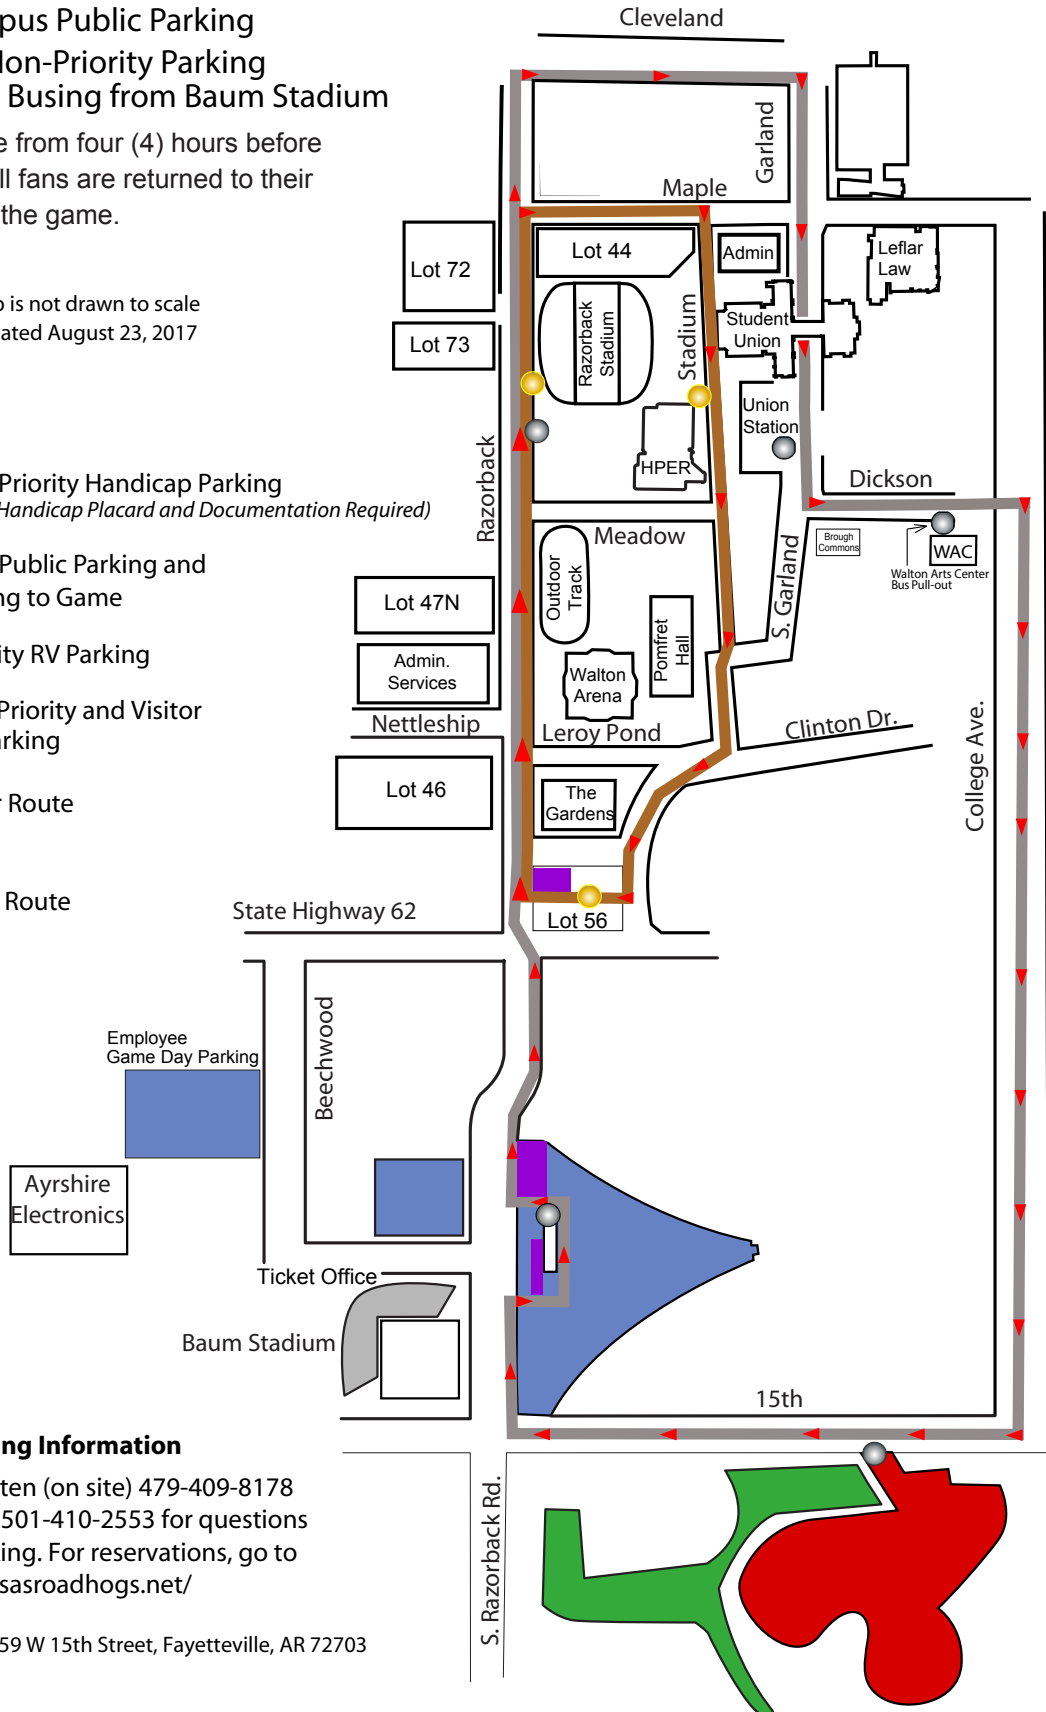 pus Public Parking
Non-Priority Parking
Busing from Baum Stadium
e from four (4) hours before
ll fans are returned to their
the game.
p is not drawn to scale
ated August 23, 2017
Priority Handicap Parking
Handicap Placard and Documentation Required)
Public Parking and
ng to Game
ity RV Parking
Priority and Visitor
arking
r Route
Route
Cleveland
Garland
Maple
Lot 72
Lot 44
Admin
Leflar
Law
Lot 73
Razorback
Stadium
Stadium
Student
Union
Union
Station
Razorback
HPER
Dickson
Meadow
Outdoor
Track
S. Garland
Brough
Commons
WAC
Walton Arts Center
Bus Pull-out
Lot 47N
Pomfret
Hall
Admin.
Services
Walton
Arena
Nettleship
Leroy Pond
Clinton Dr.
College Ave.
Lot 46
The
Gardens
State Highway 62
Lot 56
Employee
Game Day Parking
Beechwood
Ayrshire
Electronics
Ticket Office
Baum Stadium
15th
S. Razorback Rd.
ng Information
ten (on site) 479-409-8178
501-410-2553 for questions
king. For reservations, go to
sasroadhogs.net/
59 W 15th Street, Fayetteville, AR 72703